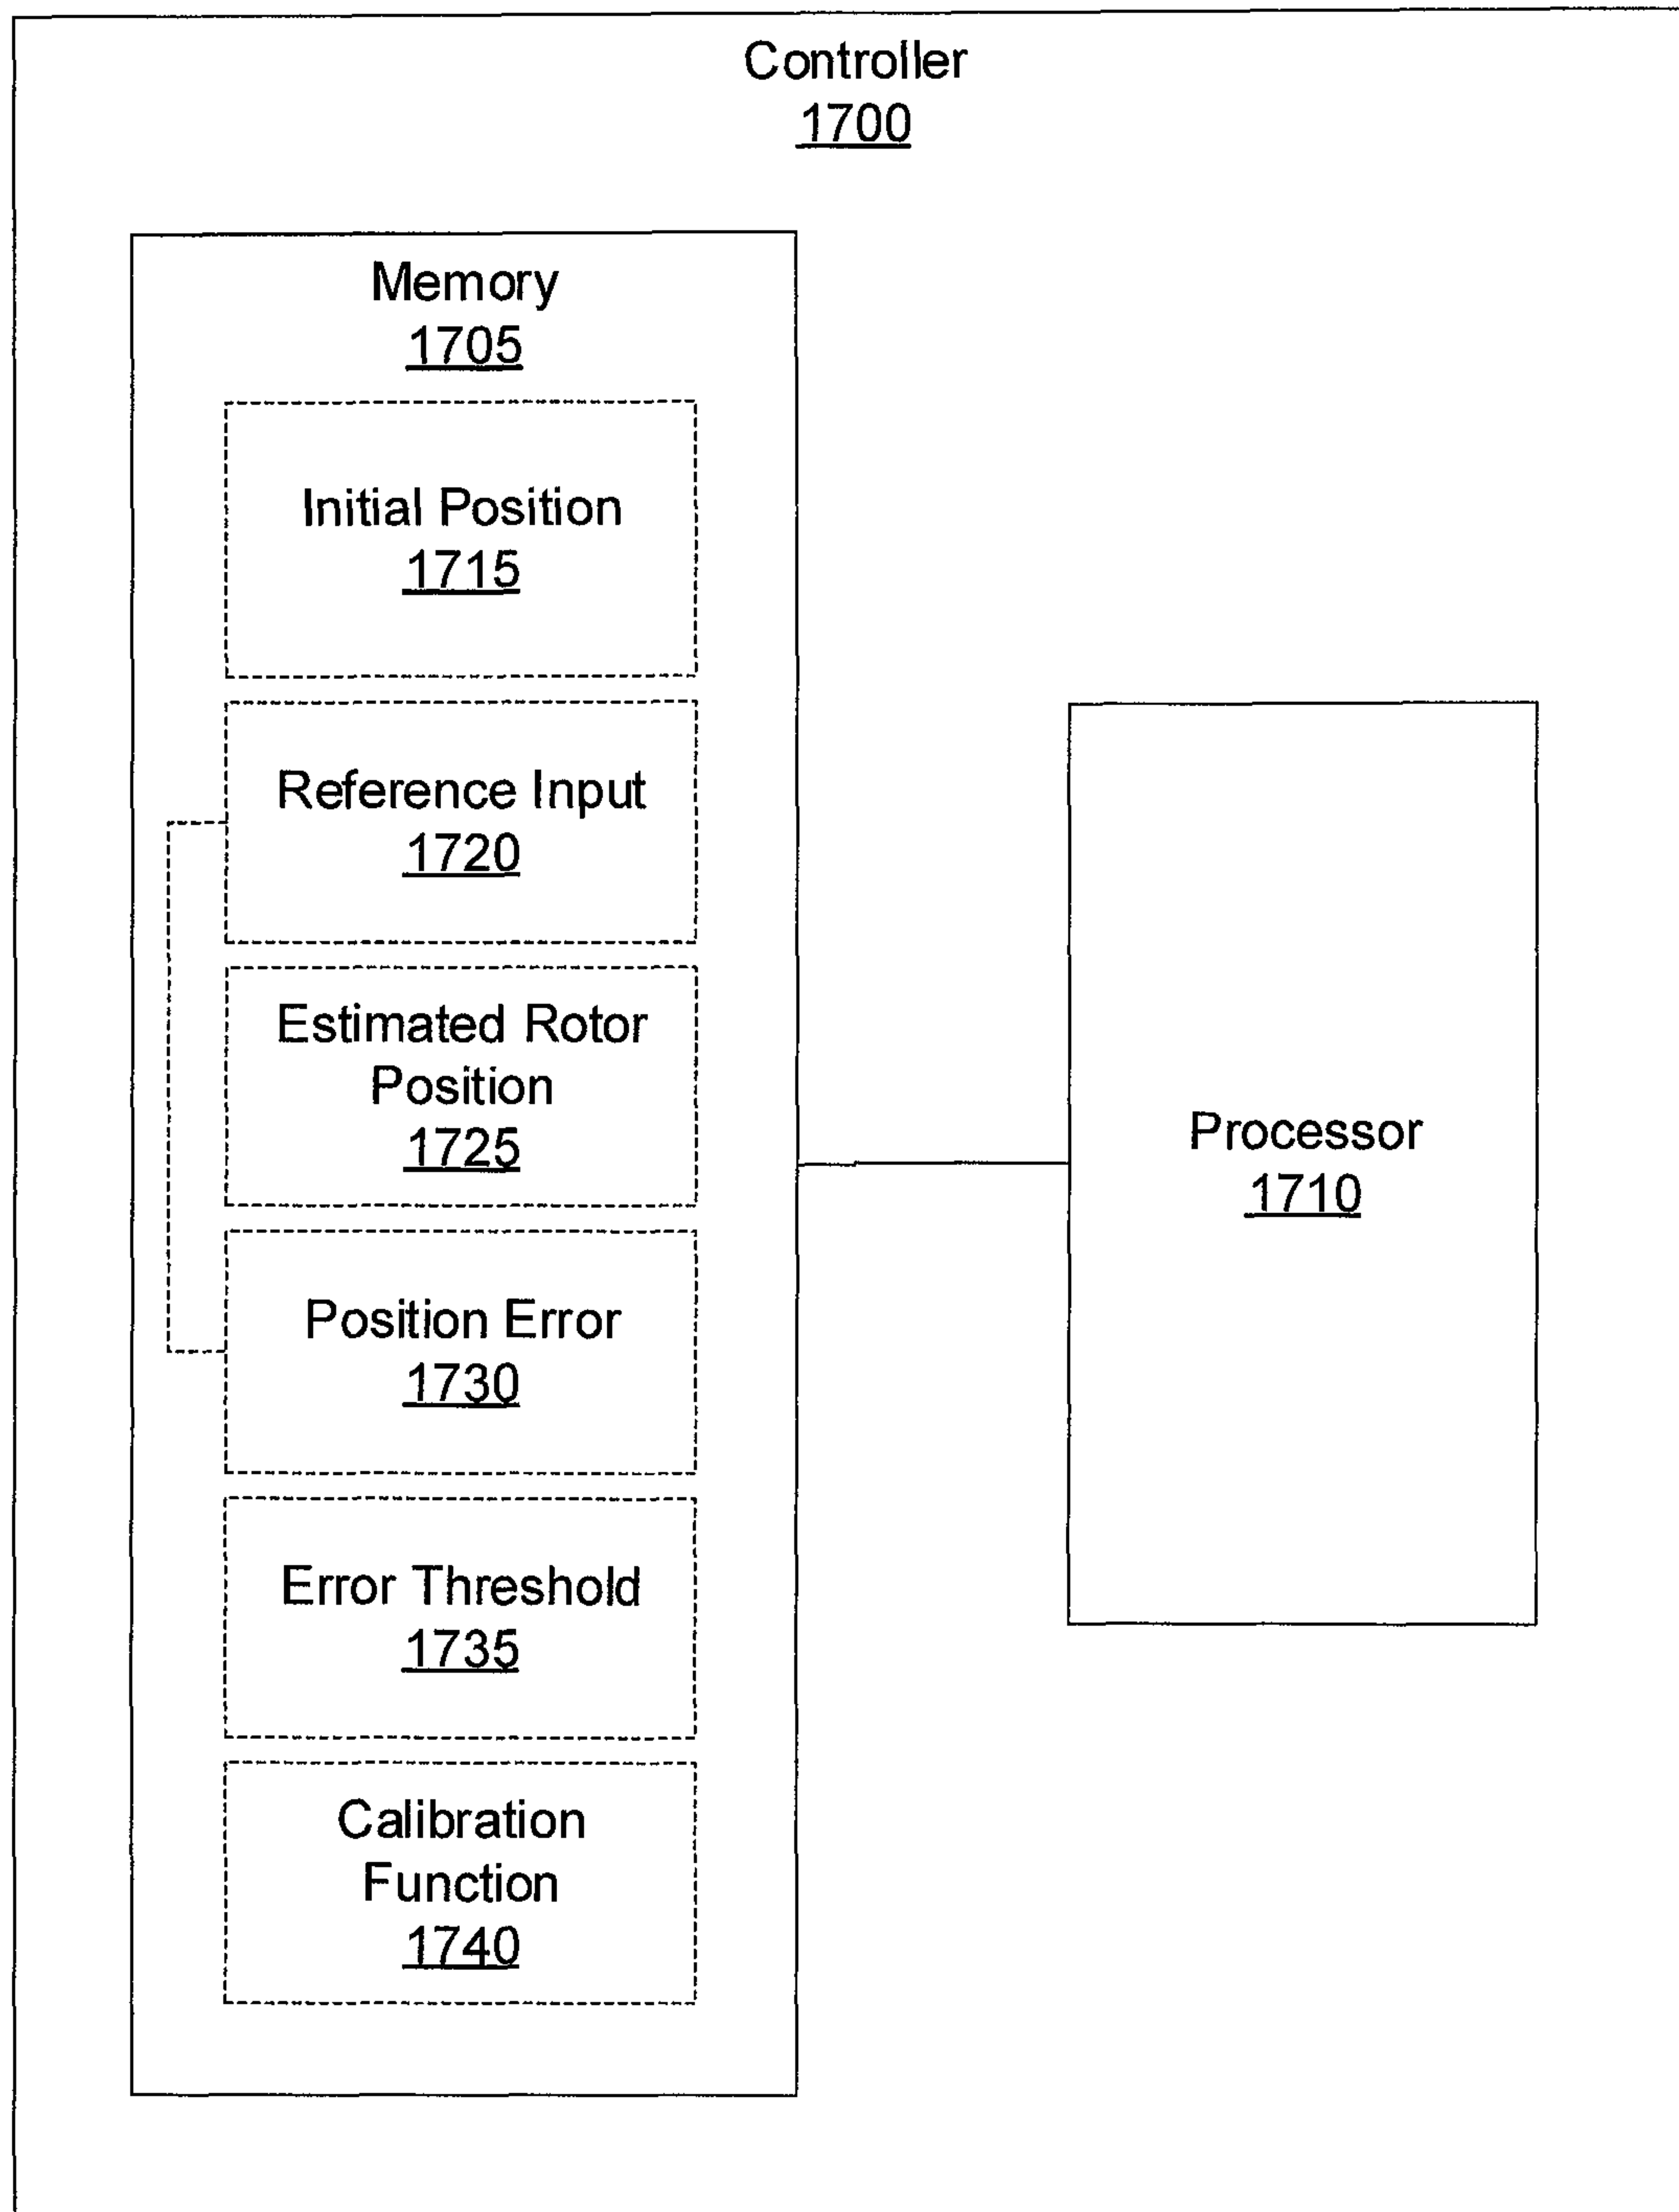 Controller
1700
Memory
1705
Initial Position
1715
Reference Input
1720
Estimated Rotor
Position
1725
Position Error
1730
Error Threshold
1735
Calibration
Function
1740
Processor
1710